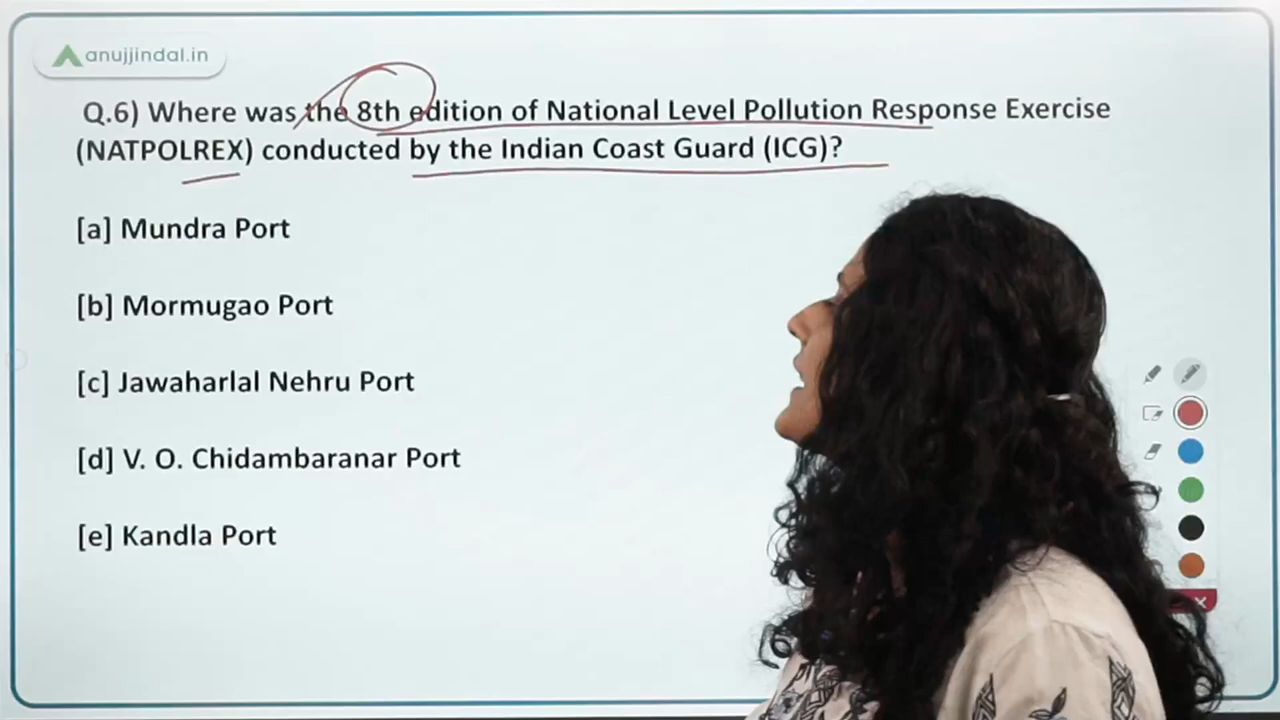 anujjindal.in
Q.6) Where was the 8th edition of National Level Pollution Response Exercise
(NATPOLREX) conducted by the Indian Coast Guard (ICG)?
[a] Mundra Port
[b] Mormugao Port
[c] Jawaharlal Nehru Port
[d] V. O. Chidambaranar Port
[e] Kandla Port